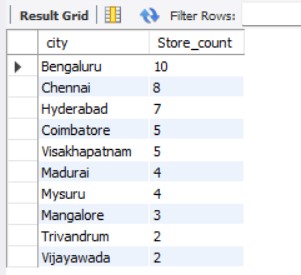 Result Grid Filter Rows:
city Store_count
Bengaluru 10
Chennai 8
Hyderabad 7
Coimbatore 5
Visakhapatnam 5
Madurai 4
Mysuru 4
Mangalore 3
Trivandrum 2
Vijayawada 2